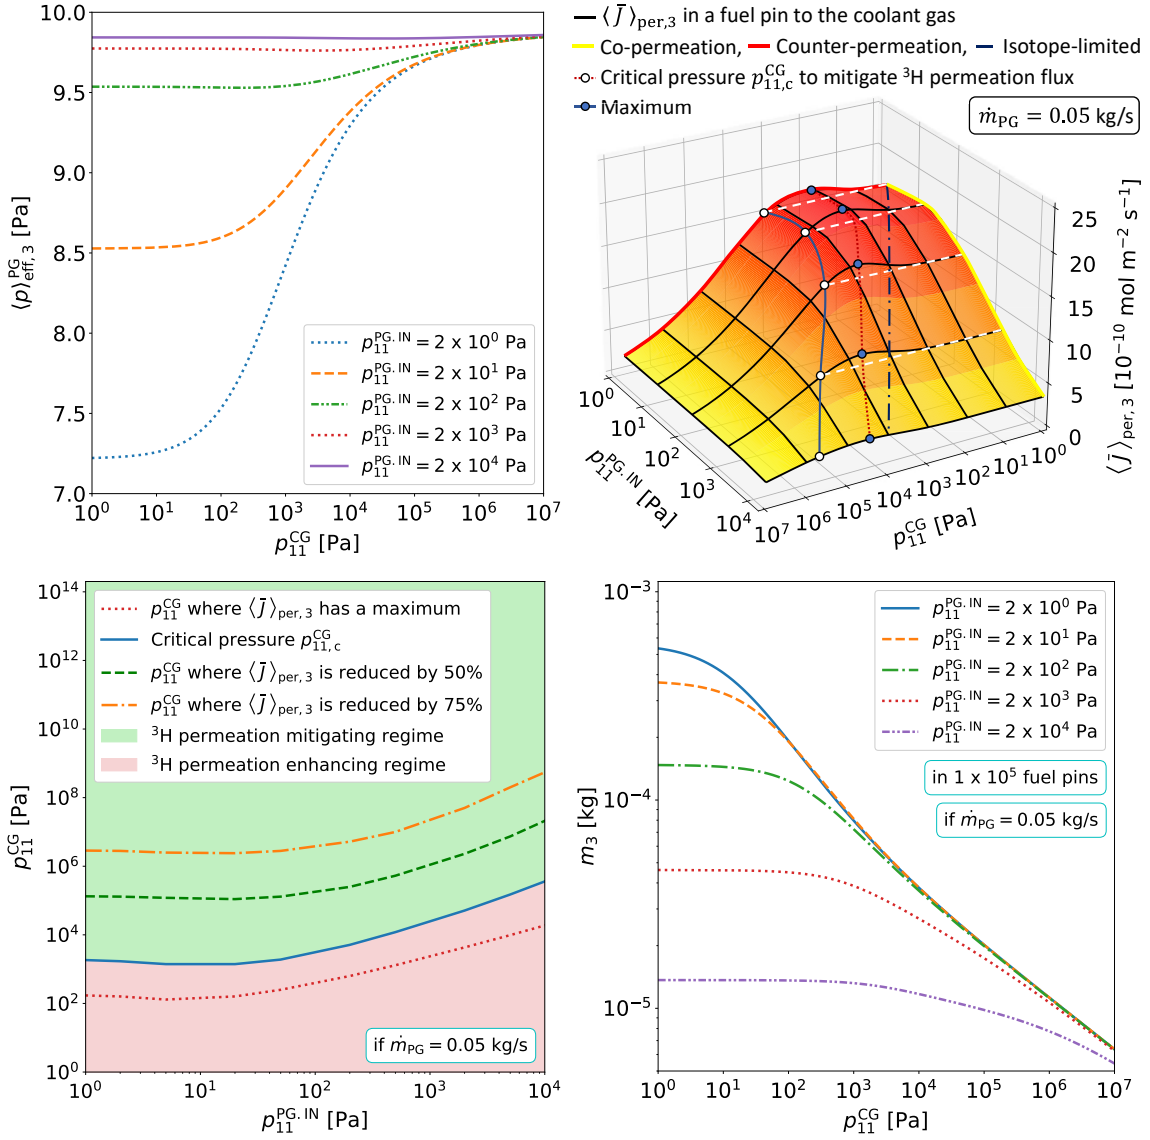 10.0
9.5
9.0
8.5
8.0
7.5
7.0
⟨p⟩^PG_eff, 3 [Pa]
p^PG. IN_11 = 2 x 10^0 Pa
p^PG. IN_11 = 2 x 10^1 Pa
p^PG. IN_11 = 2 x 10^2 Pa
p^PG. IN_11 = 2 x 10^3 Pa
p^PG. IN_11 = 2 x 10^4 Pa
10^0 10^1 10^2 10^3 10^4 10^5 10^6 10^7
p^CG_11 [Pa]
⟨J̄⟩_per,3 in a fuel pin to the coolant gas
Co-permeation, Counter-permeation, Isotope-limited
Critical pressure p^CG_11,c to mitigate ³H permeation flux
Maximum
ṁ_PG = 0.05 kg/s
25
20
15
10
5
0
⟨J̄⟩_per, 3 [10^−10 mol m^−2 s^−1]
10^0 10^1 10^2 10^3 10^4
p^PG. IN_11 [Pa]
10^7 10^6 10^5 10^4 10^3 10^2 10^1 10^0
p^CG_11 [Pa]
10^14
10^12
10^10
10^8
10^6
10^4
10^2
10^0
p^CG_11 [Pa]
p^CG_11 where ⟨J̄⟩_per, 3 has a maximum
Critical pressure p^CG_11, c
p^CG_11 where ⟨J̄⟩_per, 3 is reduced by 50%
p^CG_11 where ⟨J̄⟩_per, 3 is reduced by 75%
³H permeation mitigating regime
³H permeation enhancing regime
if ṁ_PG = 0.05 kg/s
10^0 10^1 10^2 10^3 10^4
p^PG. IN_11 [Pa]
10^−3
10^−4
10^−5
m_3 [kg]
p^PG. IN_11 = 2 x 10^0 Pa
p^PG. IN_11 = 2 x 10^1 Pa
p^PG. IN_11 = 2 x 10^2 Pa
p^PG. IN_11 = 2 x 10^3 Pa
p^PG. IN_11 = 2 x 10^4 Pa
in 1 x 10^5 fuel pins
if ṁ_PG = 0.05 kg/s
10^0 10^1 10^2 10^3 10^4 10^5 10^6 10^7
p^CG_11 [Pa]